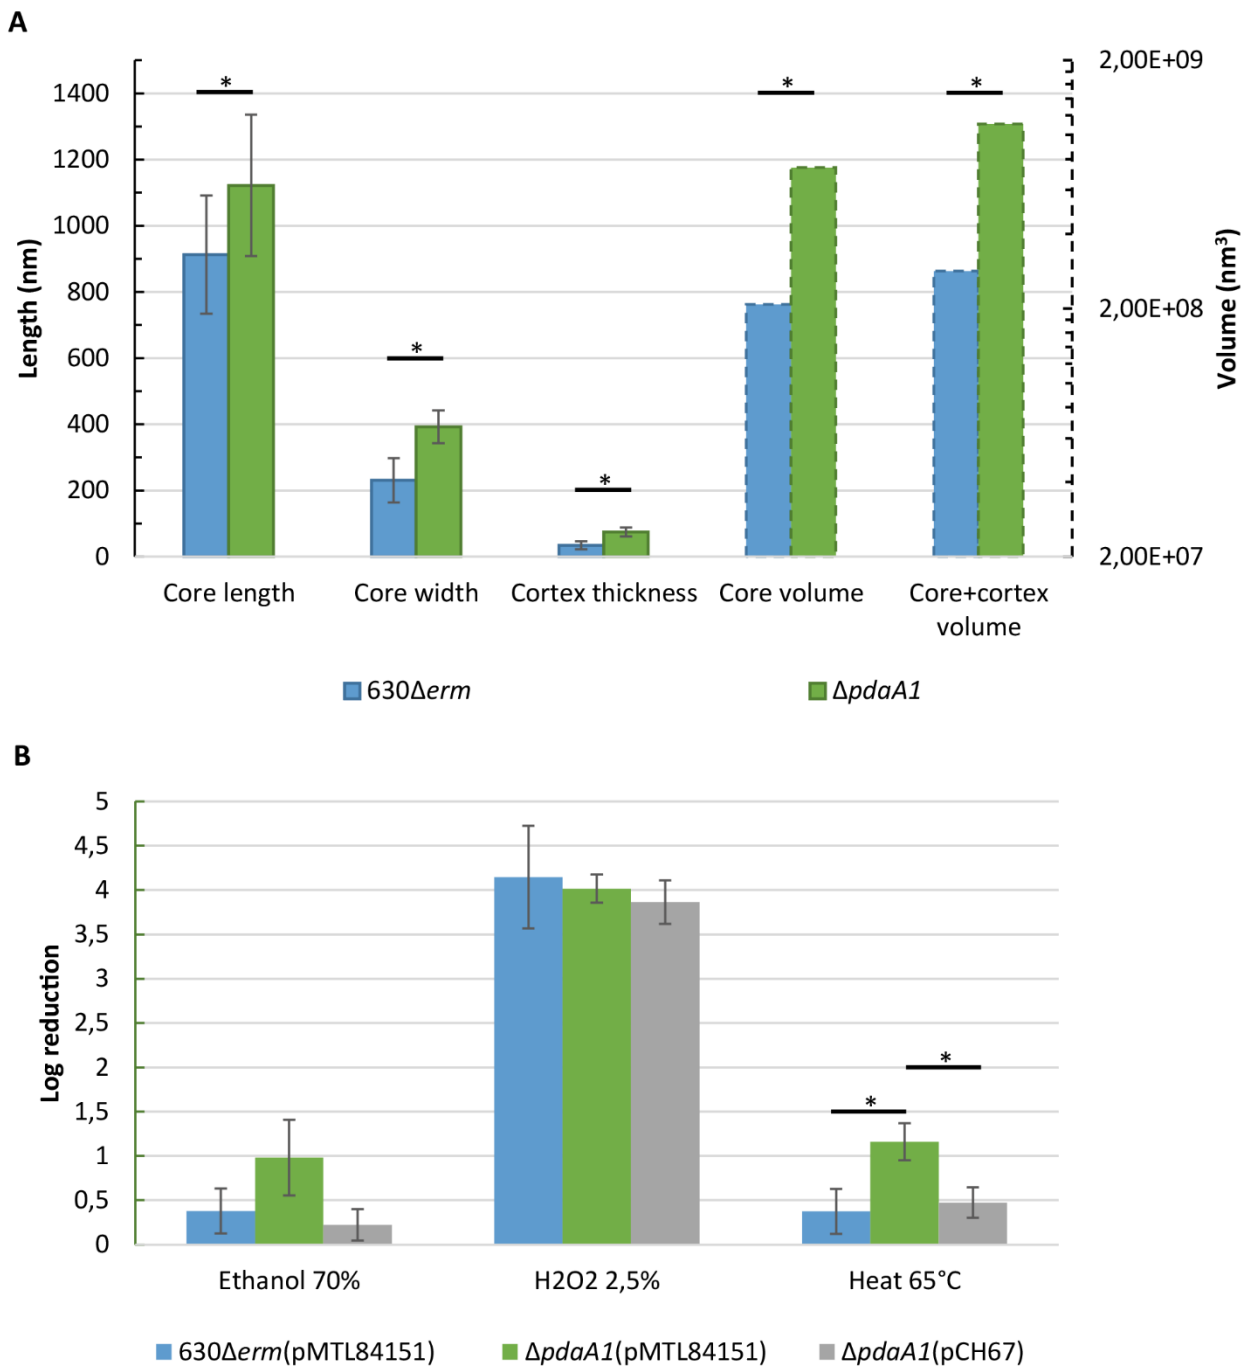 A
Length (nm)
1400
1200
1000
800
600
400
200
0
* * * * *
2,00E+09
2,00E+08
2,00E+07
Volume (nm³)
Core length Core width Cortex thickness Core volume Core+cortex
volume
630Δerm ΔpdaA1
B
Log reduction
5
4,5
4
3,5
3
2,5
2
1,5
1
0,5
0
* *
Ethanol 70% H2O2 2,5% Heat 65°C
630Δerm(pMTL84151) ΔpdaA1(pMTL84151) ΔpdaA1(pCH67)